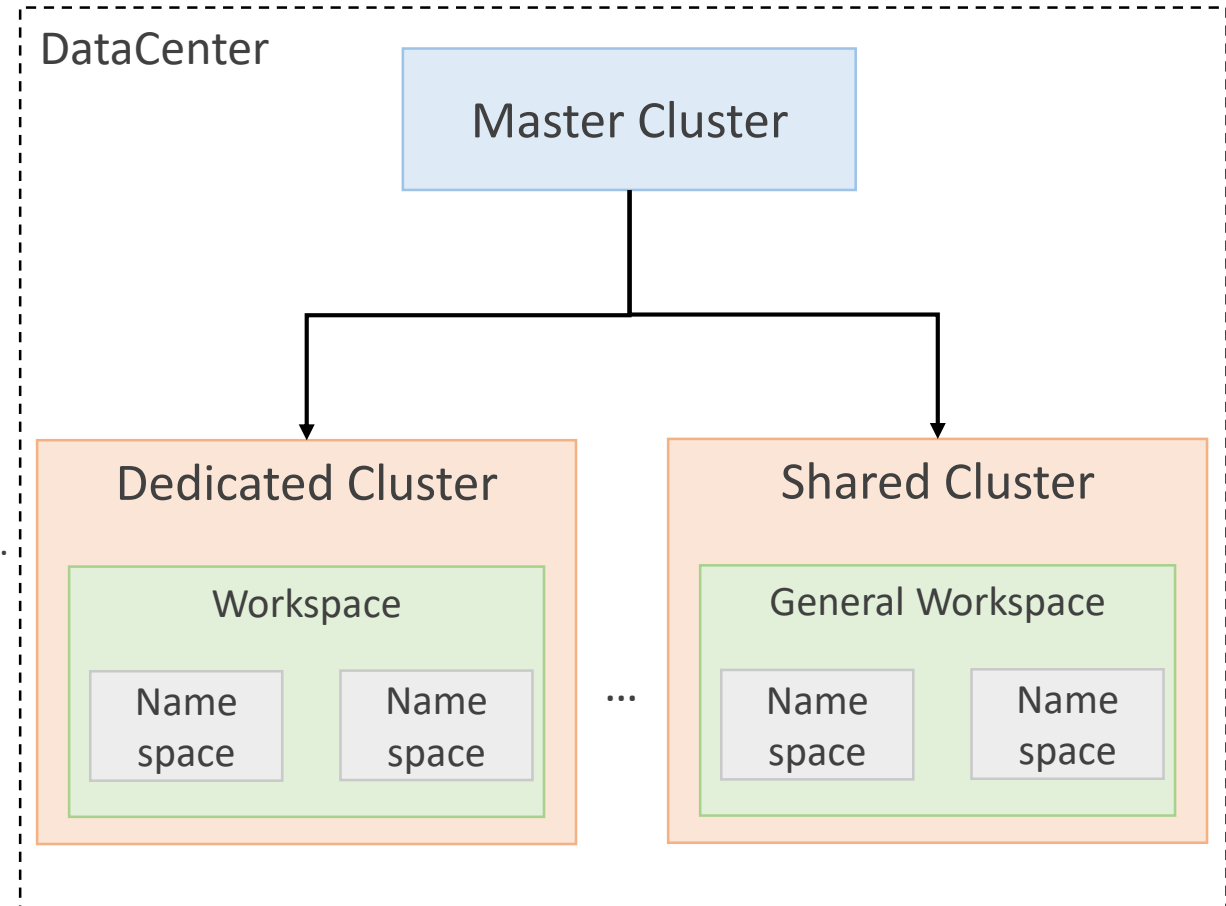 DataCenter
Master Cluster
Dedicated Cluster
Workspace
Name
space
Name
space
...
Shared Cluster
General Workspace
Name
space
Name
space
.